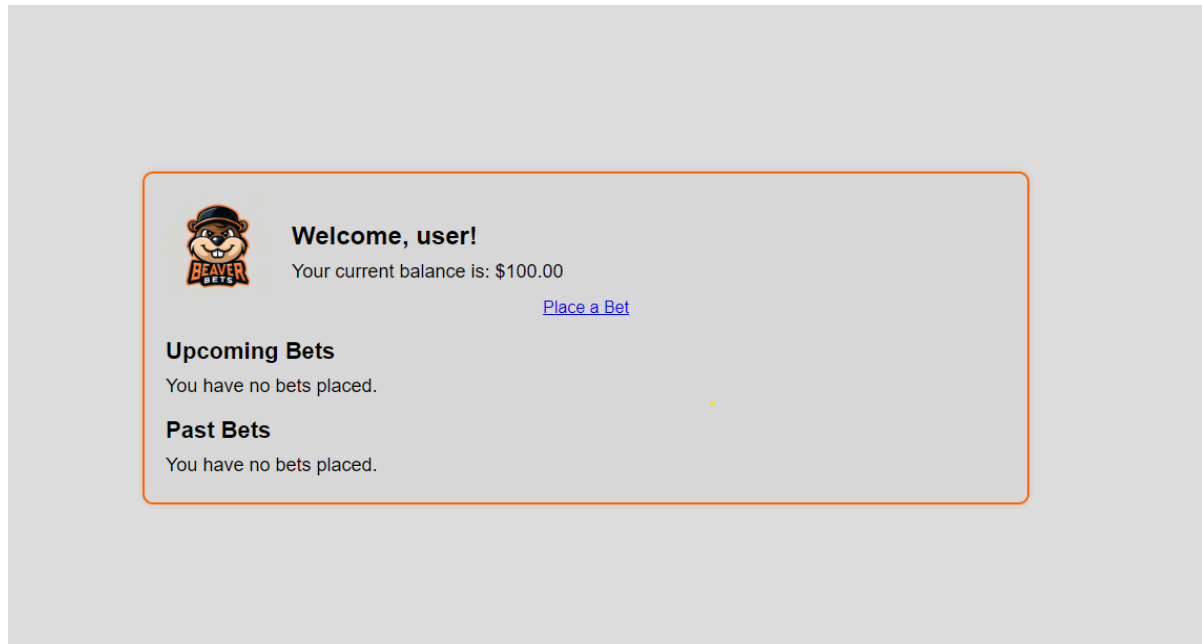 BEAVER
BETS
Welcome, user!
Your current balance is: $100.00
Place a Bet
Upcoming Bets
You have no bets placed.
Past Bets
You have no bets placed.